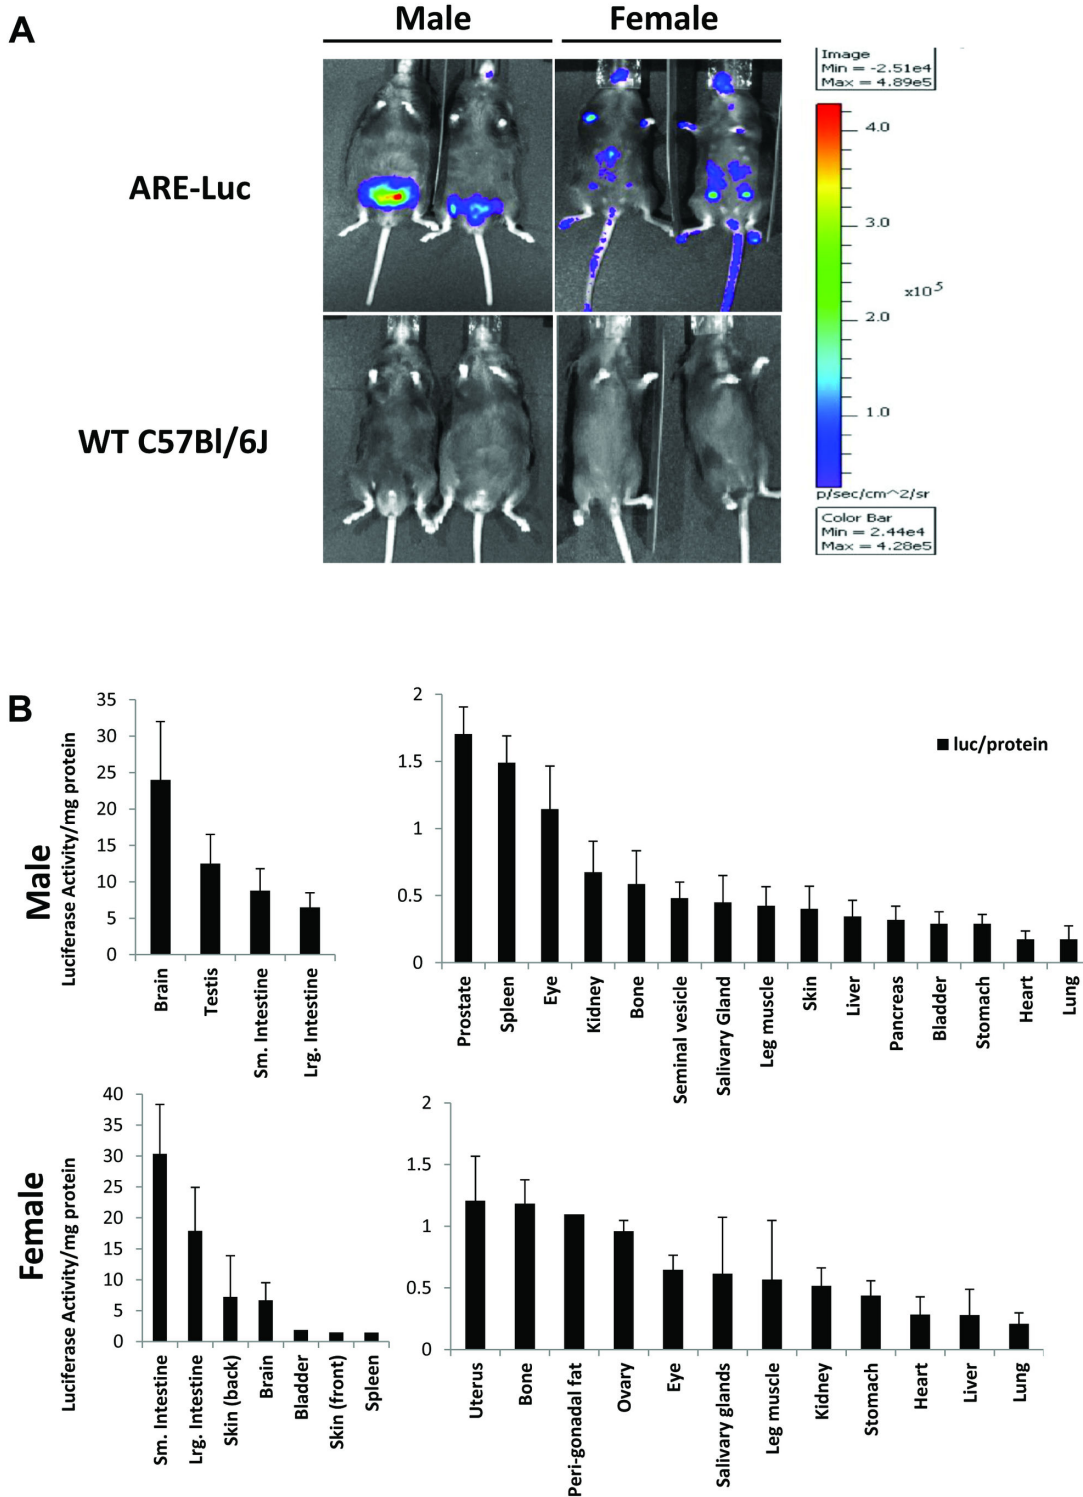 A
Male
Female
ARE-Luc
WT C57Bl/6J
Image
Min = -2.51e4
Max = 4.89e5
4.0
3.0
x10^5
2.0
1.0
p/sec/cm^2/sr
Color Bar
Min = 2.44e4
Max = 4.28e5
B
Male
Luciferase Activity/mg protein
35
30
25
20
15
10
5
0
Brain
Testis
Sm. Intestine
Lrg. Intestine
2
1.5
1
0.5
0
luc/protein
Prostate
Spleen
Eye
Kidney
Bone
Seminal vesicle
Salivary Gland
Leg muscle
Skin
Liver
Pancreas
Bladder
Stomach
Heart
Lung
Female
Luciferase Activity/mg protein
40
35
30
25
20
15
10
5
0
Sm. Intestine
Lrg. Intestine
Skin (back)
Brain
Bladder
Skin (front)
Spleen
2
1.5
1
0.5
0
Uterus
Bone
Peri-gonadal fat
Ovary
Eye
Salivary glands
Leg muscle
Kidney
Stomach
Heart
Liver
Lung